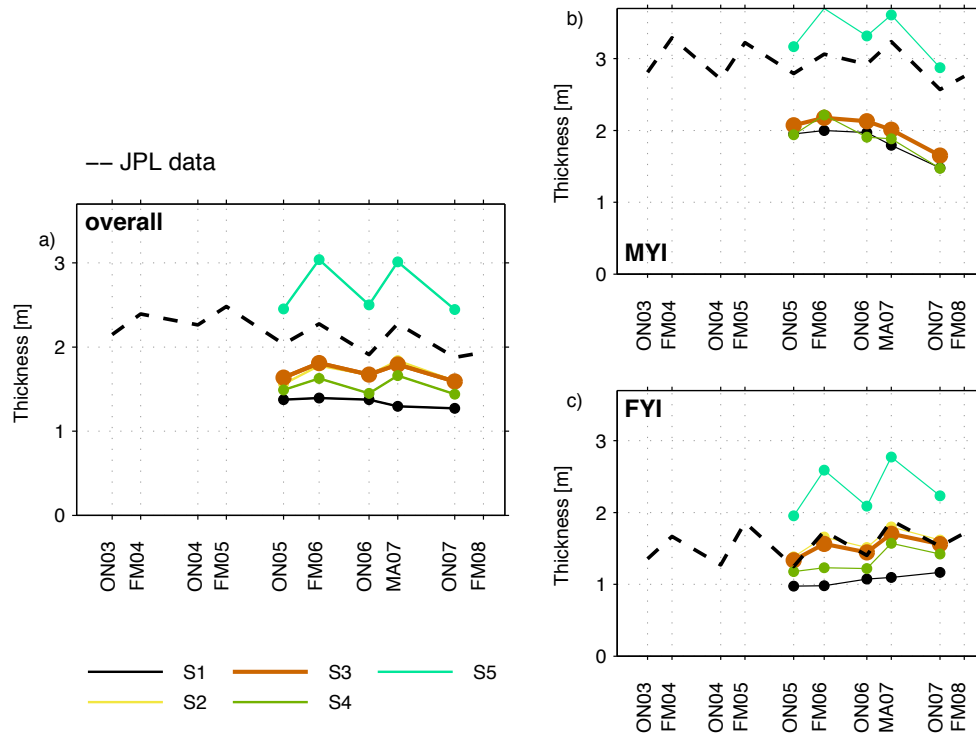 JPL data
a)
overall
Thickness [m]
3
2
1
0
ON03
FM04
ON04
FM05
ON05
FM06
ON06
MA07
ON07
FM08
b)
MYI
Thickness [m]
3
2
1
0
ON03
FM04
ON04
FM05
ON05
FM06
ON06
MA07
ON07
FM08
c)
FYI
Thickness [m]
3
2
1
0
ON03
FM04
ON04
FM05
ON05
FM06
ON06
MA07
ON07
FM08
S1 S3 S5
S2 S4